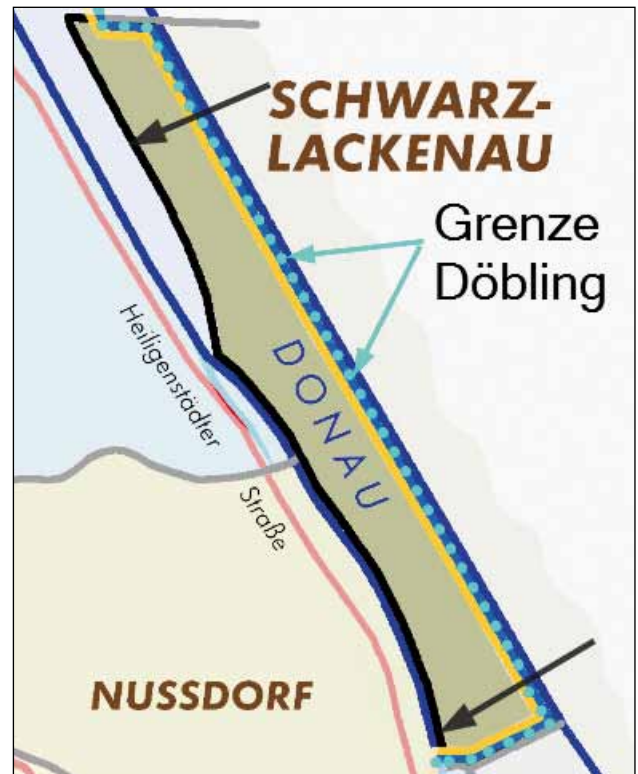 SCHWARZ-
LACKENAU
Grenze
Döbling
Heiligenstädter
Straße
DONAU
NUSSDORF